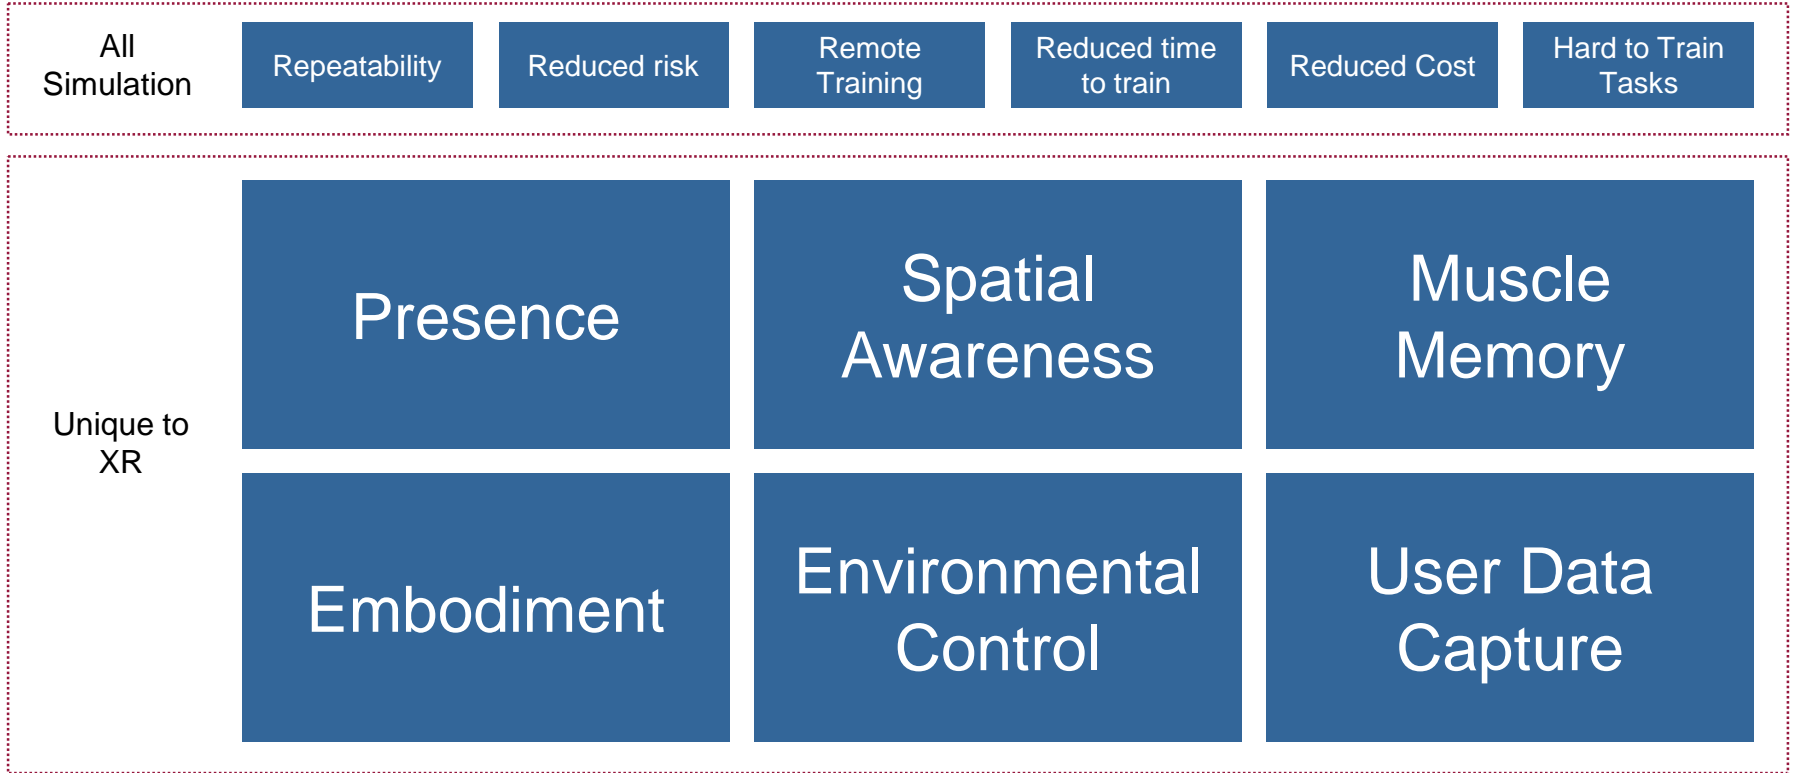 All
Simulation
Repeatability
Reduced risk
Remote
Training
Reduced time
to train
Reduced Cost
Hard to Train
Tasks
Unique to
XR
Presence
Spatial
Awareness
Muscle
Memory
Embodiment
Environmental
Control
User Data
Capture